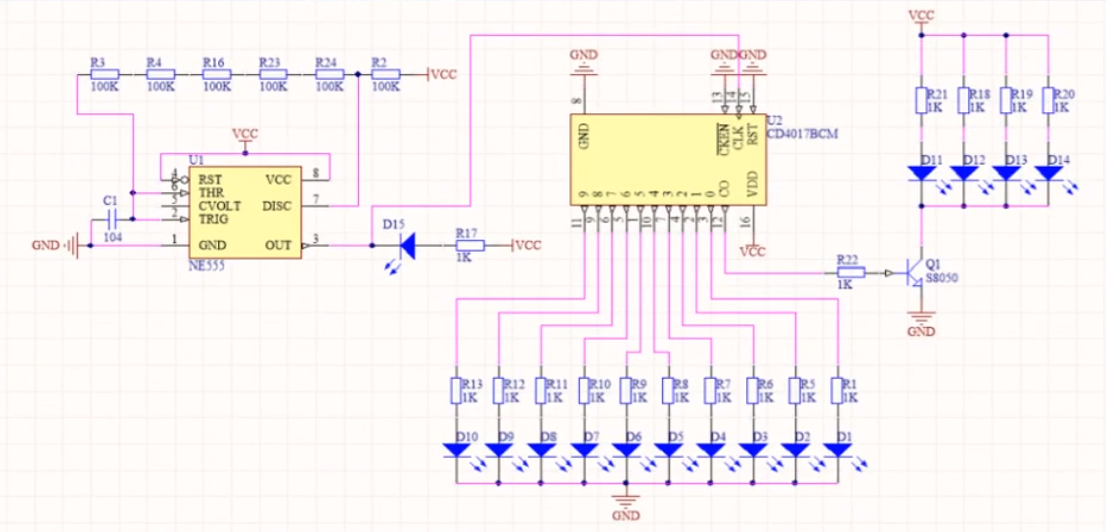 VCC
GND
GND GND
R3 R4 R16 R23 R24 R2
100K 100K 100K 100K 100K 100K
VCC
8
13 14 15
R21 R18 R19 R20
1K 1K 1K 1K
VCC
U1
U2
CD4017BCM
GND
CKEN CLK RST
4 RST VCC 8
6 THR
5 CVOLT DISC 7
2 TRIG
1 GND OUT 3
NE555
C1
104
GND
D11 D12 D13 D14
9 8 7 6 5 4 3 2 1 0 CO VDD
11 9 6 5 1 10 7 4 2 3 12 16
VCC
D15
R17
1K
VCC
R22
1K
Q1
S8050
GND
R13 R12 R11 R10 R9 R8 R7 R6 R5 R1
1K 1K 1K 1K 1K 1K 1K 1K 1K 1K
D10 D9 D8 D7 D6 D5 D4 D3 D2 D1
GND